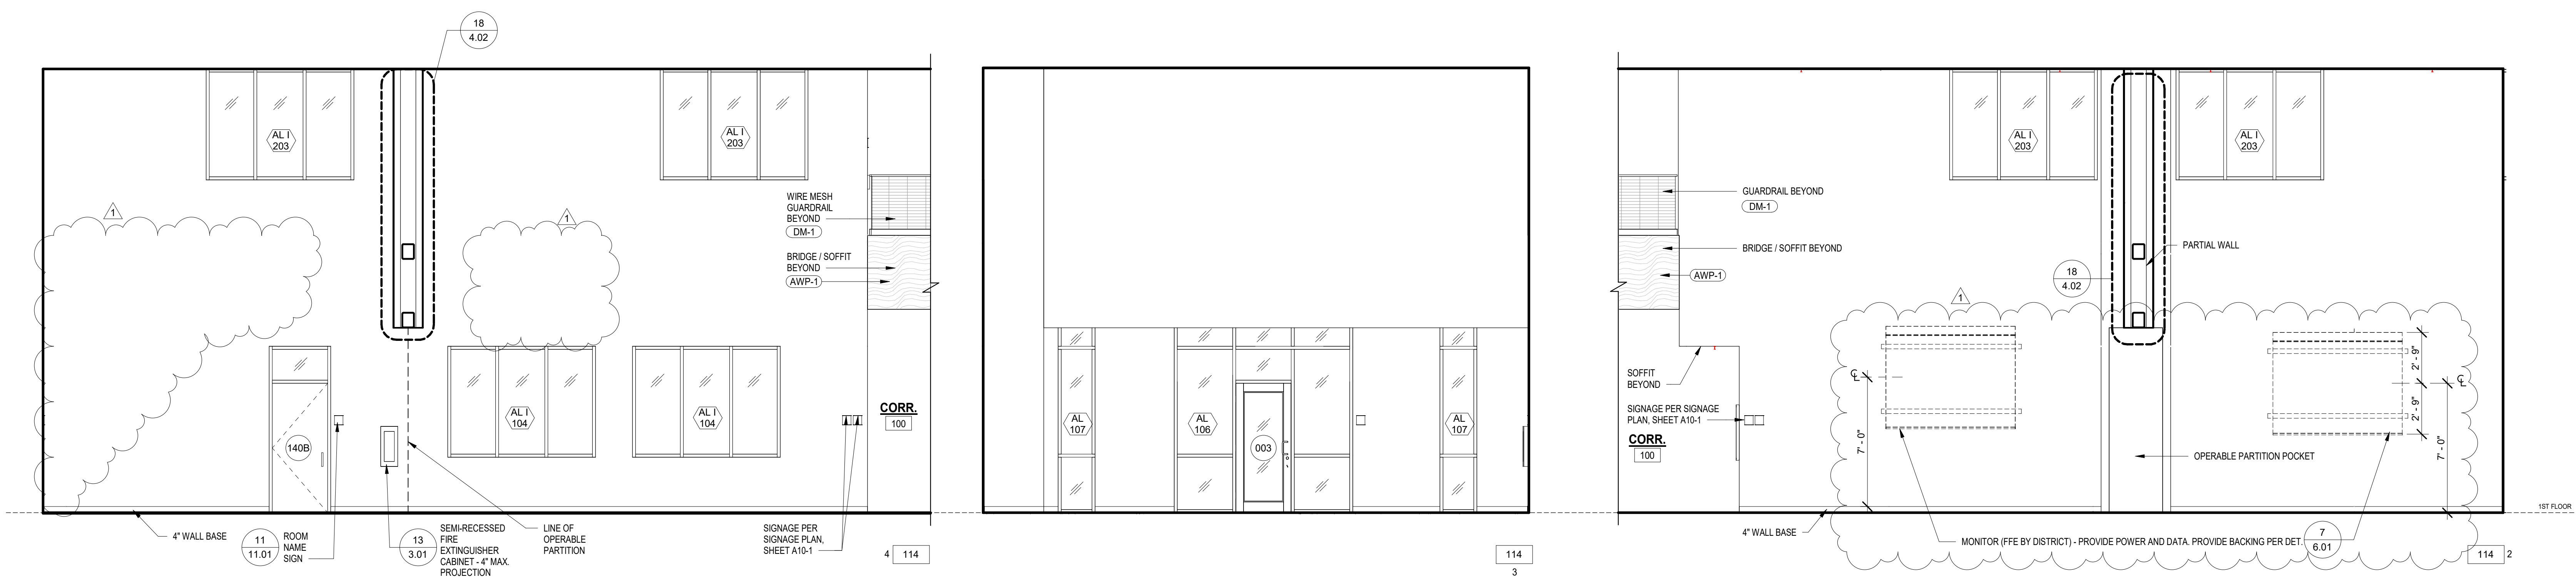 18
4.02
AL I
203
AL I
203
1
1
WIRE MESH
GUARDRAIL
BEYOND
DM-1
BRIDGE / SOFFIT
BEYOND
AWP-1
AL I
104
AL I
104
140B
CORR.
100
4" WALL BASE
11
11.01
ROOM
NAME
SIGN
13
3.01
SEMI-RECESSED
FIRE
EXTINGUISHER
CABINET - 4" MAX.
PROJECTION
LINE OF
OPERABLE
PARTITION
SIGNAGE PER
SIGNAGE PLAN,
SHEET A10-1
4 114
AL
107
AL
106
003
AL
107
114
3
AL I
203
AL I
203
GUARDRAIL BEYOND
DM-1
BRIDGE / SOFFIT BEYOND
AWP-1
PARTIAL WALL
18
4.02
1
SOFFIT
BEYOND
SIGNAGE PER SIGNAGE
PLAN, SHEET A10-1
CORR.
100
CL
7' - 0"
2' - 9"
2' - 9"
CL
7' - 0"
OPERABLE PARTITION POCKET
4" WALL BASE
MONITOR (FFE BY DISTRICT) - PROVIDE POWER AND DATA. PROVIDE BACKING PER DET.
7
6.01
114 2
1ST FLOOR